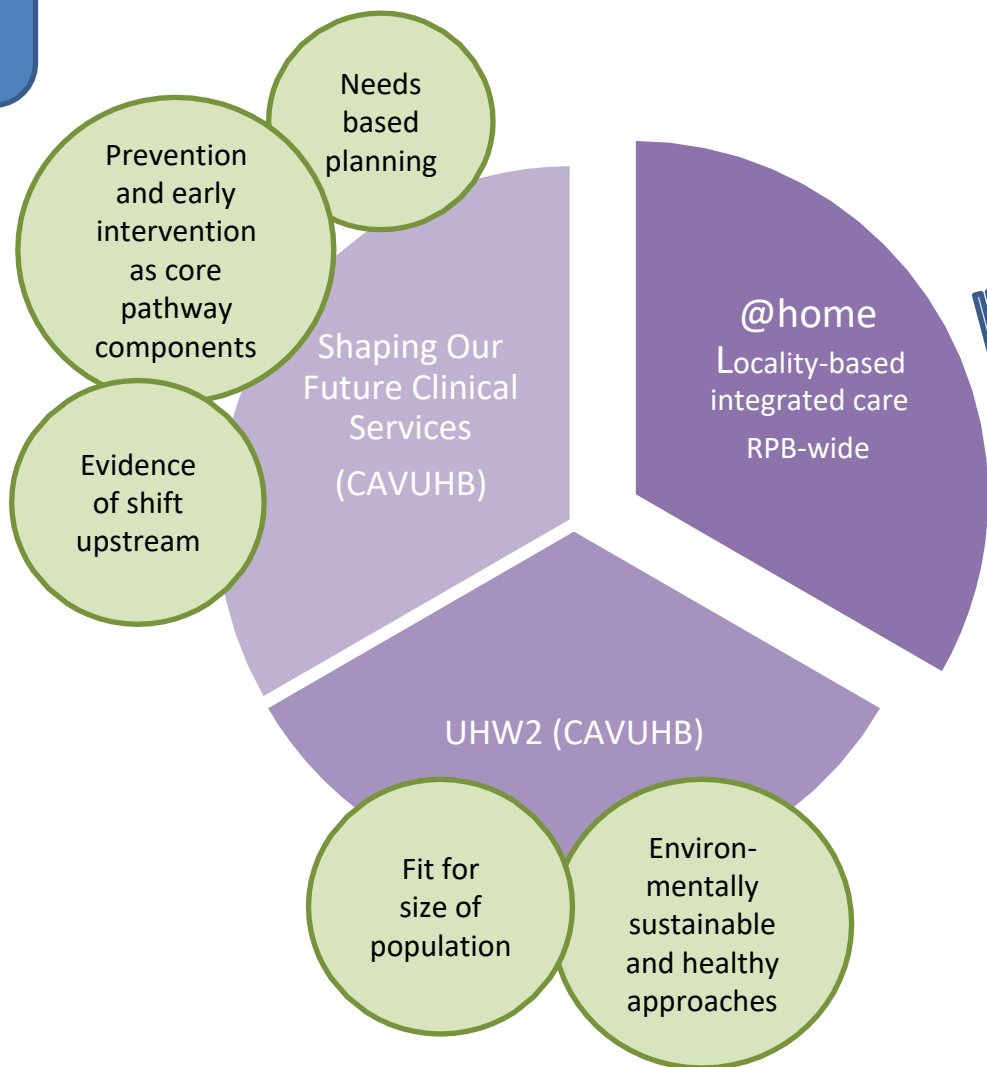 Needs
based
planning
Prevention
and early
intervention
as core
pathway
components
Evidence
of shift
upstream
Shaping Our
Future Clinical
Services
(CAVUHB)
@home
Locality-based
integrated care
RPB-wide
UHW2 (CAVUHB)
Fit for
size of
population
Environ-
mentally
sustainable
and healthy
approaches